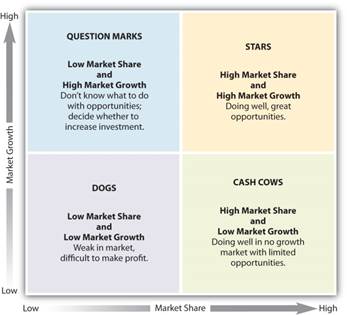 High
Market Growth
Low
QUESTION MARKS
Low Market Share
and
High Market Growth
Don't know what to do
with opportunities;
decide whether to
increase investment.
STARS
High Market Share
and
High Market Growth
Doing well, great
opportunities.
DOGS
Low Market Share
and
Low Market Growth
Weak in market,
difficult to make profit.
CASH COWS
High Market Share
and
Low Market Growth
Doing well in no growth
market with limited
opportunities.
Low
Market Share
High